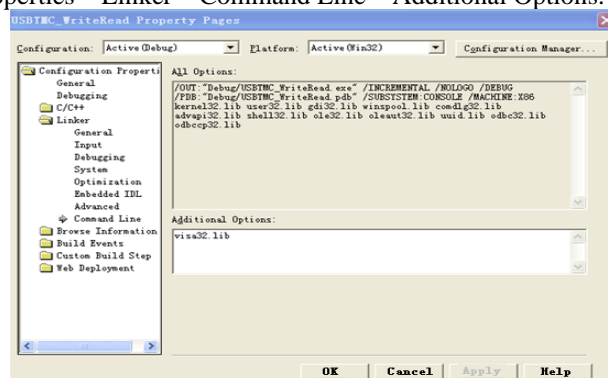 operties---Linker---Command Line---Additional Options:
USBTMC_WriteRead Property Pages
Configuration: Active(Debug) Platform: Active(Win32) Configuration Manager...
Configuration Properti
General
Debugging
C/C++
Linker
General
Input
Debugging
System
Optimization
Embedded IDL
Advanced
Command Line
Browse Information
Build Events
Custom Build Step
Web Deployment
All Options:
/OUT:"Debug/USBTMC_WriteRead.exe" /INCREMENTAL /NOLOGO /DEBUG
/PDB:"Debug/USBTMC_WriteRead.pdb" /SUBSYSTEM:CONSOLE /MACHINE:X86
kernel32.lib user32.lib gdi32.lib winspool.lib comdlg32.lib
advapi32.lib shell32.lib ole32.lib oleaut32.lib uuid.lib odbc32.lib
odbccp32.lib
Additional Options:
visa32.lib
OK Cancel Apply Help